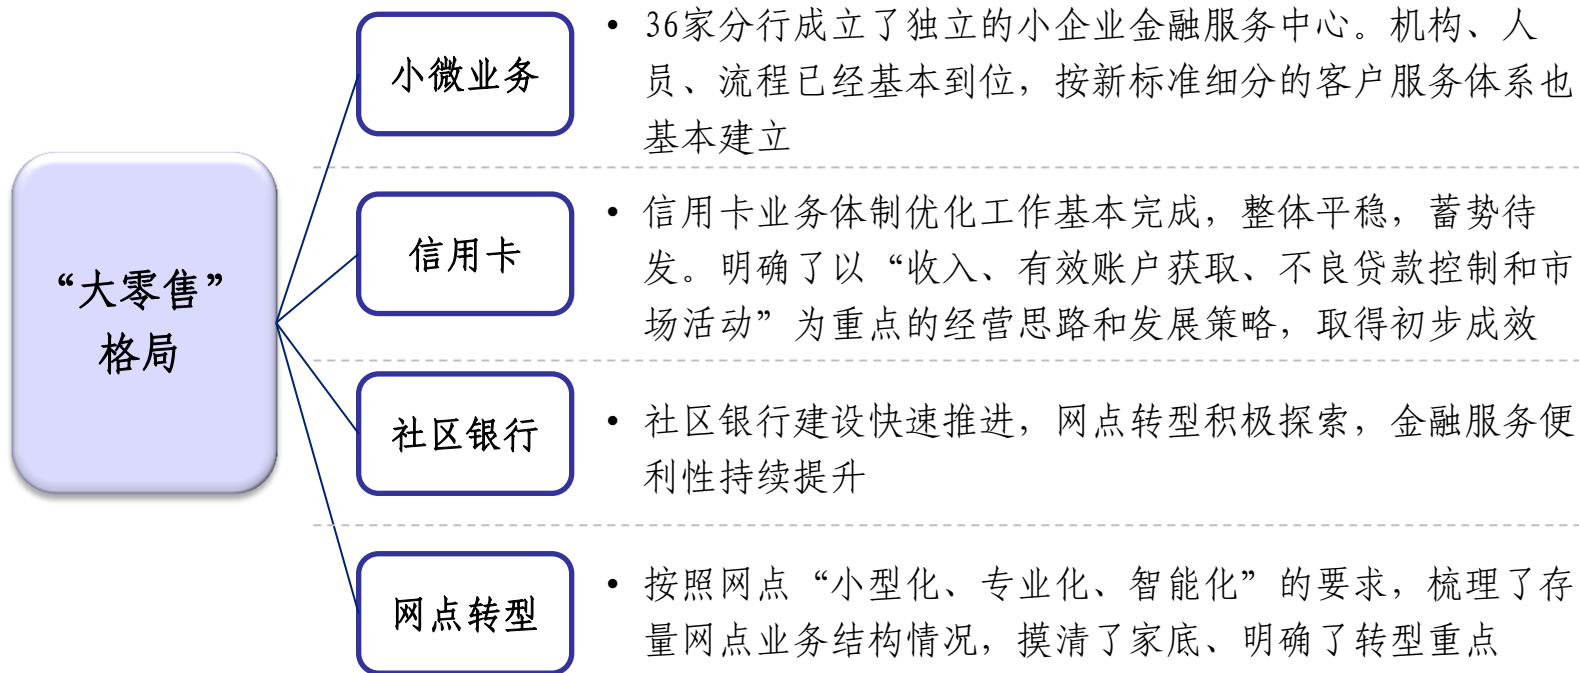 “大零售”
格局
小微业务
• 36家分行成立了独立的小企业金融服务中心。机构、人
员、流程已经基本到位，按新标准细分的客户服务体系也
基本建立
信用卡
• 信用卡业务体制优化工作基本完成，整体平稳，蓄势待
发。明确了以“收入、有效账户获取、不良贷款控制和市
场活动”为重点的经营思路和发展策略，取得初步成效
社区银行
• 社区银行建设快速推进，网点转型积极探索，金融服务便
利性持续提升
网点转型
• 按照网点“小型化、专业化、智能化”的要求，梳理了存
量网点业务结构情况，摸清了家底、明确了转型重点